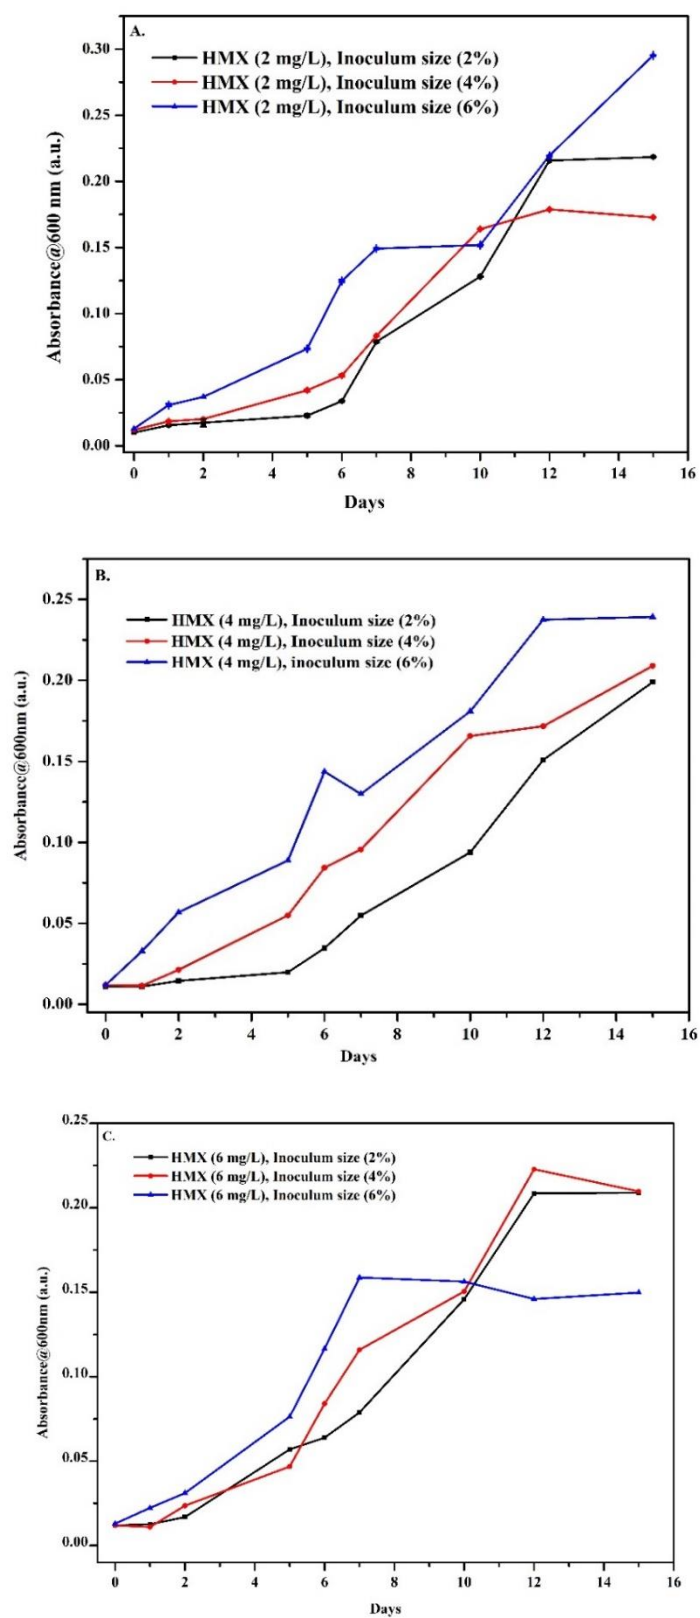 A.
HMX (2 mg/L), Inoculum size (2%)
HMX (2 mg/L), Inoculum size (4%)
HMX (2 mg/L), Inoculum size (6%)
Absorbance@600 nm (a.u.)
0.30
0.25
0.20
0.15
0.10
0.05
0.00
0 2 4 6 8 10 12 14 16
Days
B.
HMX (4 mg/L), Inoculum size (2%)
HMX (4 mg/L), Inoculum size (4%)
HMX (4 mg/L), inoculum size (6%)
Absorbance@600nm (a.u.)
0.25
0.20
0.15
0.10
0.05
0.00
0 2 4 6 8 10 12 14 16
Days
C.
HMX (6 mg/L), Inoculum size (2%)
HMX (6 mg/L), Inoculum size (4%)
HMX (6 mg/L), Inoculum size (6%)
Absorbance@600nm (a.u.)
0.25
0.20
0.15
0.10
0.05
0.00
0 2 4 6 8 10 12 14 16
Days